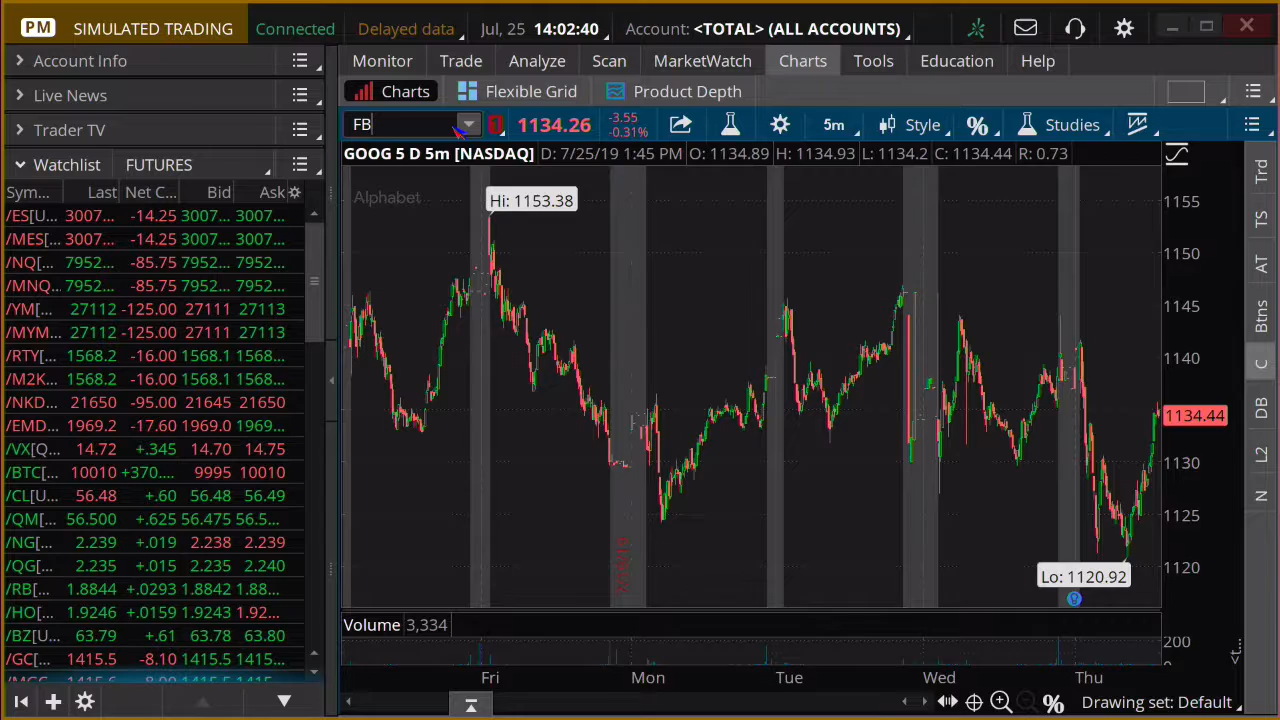 PM SIMULATED TRADING Connected Delayed data Jul, 25 14:02:40 Account: <TOTAL> (ALL ACCOUNTS)
Account Info
Live News
Trader TV
Watchlist FUTURES
Sym... Last Net C... Bid Ask
/ES[U... 3007... -14.25 3007... 3007...
/MES[... 3007... -14.25 3007... 3007...
/NQ[... 7952... -85.75 7952... 7952...
/MNQ... 7952... -85.75 7952... 7952...
/YM[... 27112 -125.00 27111 27113
/MYM... 27112 -125.00 27111 27113
/RTY[... 1568.2 -16.00 1568.1 1568...
/M2K... 1568.2 -16.00 1568.1 1568...
/NKD... 21650 -95.00 21645 21650
/EMD... 1969.2 -17.60 1969.0 1969...
/VX[Q... 14.72 +.345 14.70 14.75
/BTC[... 10010 +370.... 9995 10010
/CL[U... 56.48 +.60 56.48 56.49
/QM[... 56.500 +.625 56.475 56.5...
/NG[... 2.239 +.019 2.238 2.239
/QG[... 2.235 +.015 2.235 2.240
/RB[... 1.8844 +.0293 1.8842 1.88...
/HO[... 1.9246 +.0159 1.9243 1.92...
/BZ[U... 63.79 +.61 63.78 63.80
/GC[... 1415.5 -8.10 1415.5 1415...
Monitor Trade Analyze Scan MarketWatch Charts Tools Education Help
Charts Flexible Grid Product Depth
FB 1 1134.26 -3.55 -0.31% 5m Style % Studies
GOOG 5 D 5m [NASDAQ] D: 7/25/19 1:45 PM O: 1134.89 H: 1134.93 L: 1134.2 C: 1134.44 R: 0.73
Alphabet
Hi: 1153.38
Lo: 1120.92
1155
1150
1145
1140
1134.44
1130
1125
1120
Volume 3,334
200
0
Fri Mon Tue Wed Thu
% Drawing set: Default
Trd
TS
AT
Btns
C
DB
L2
N